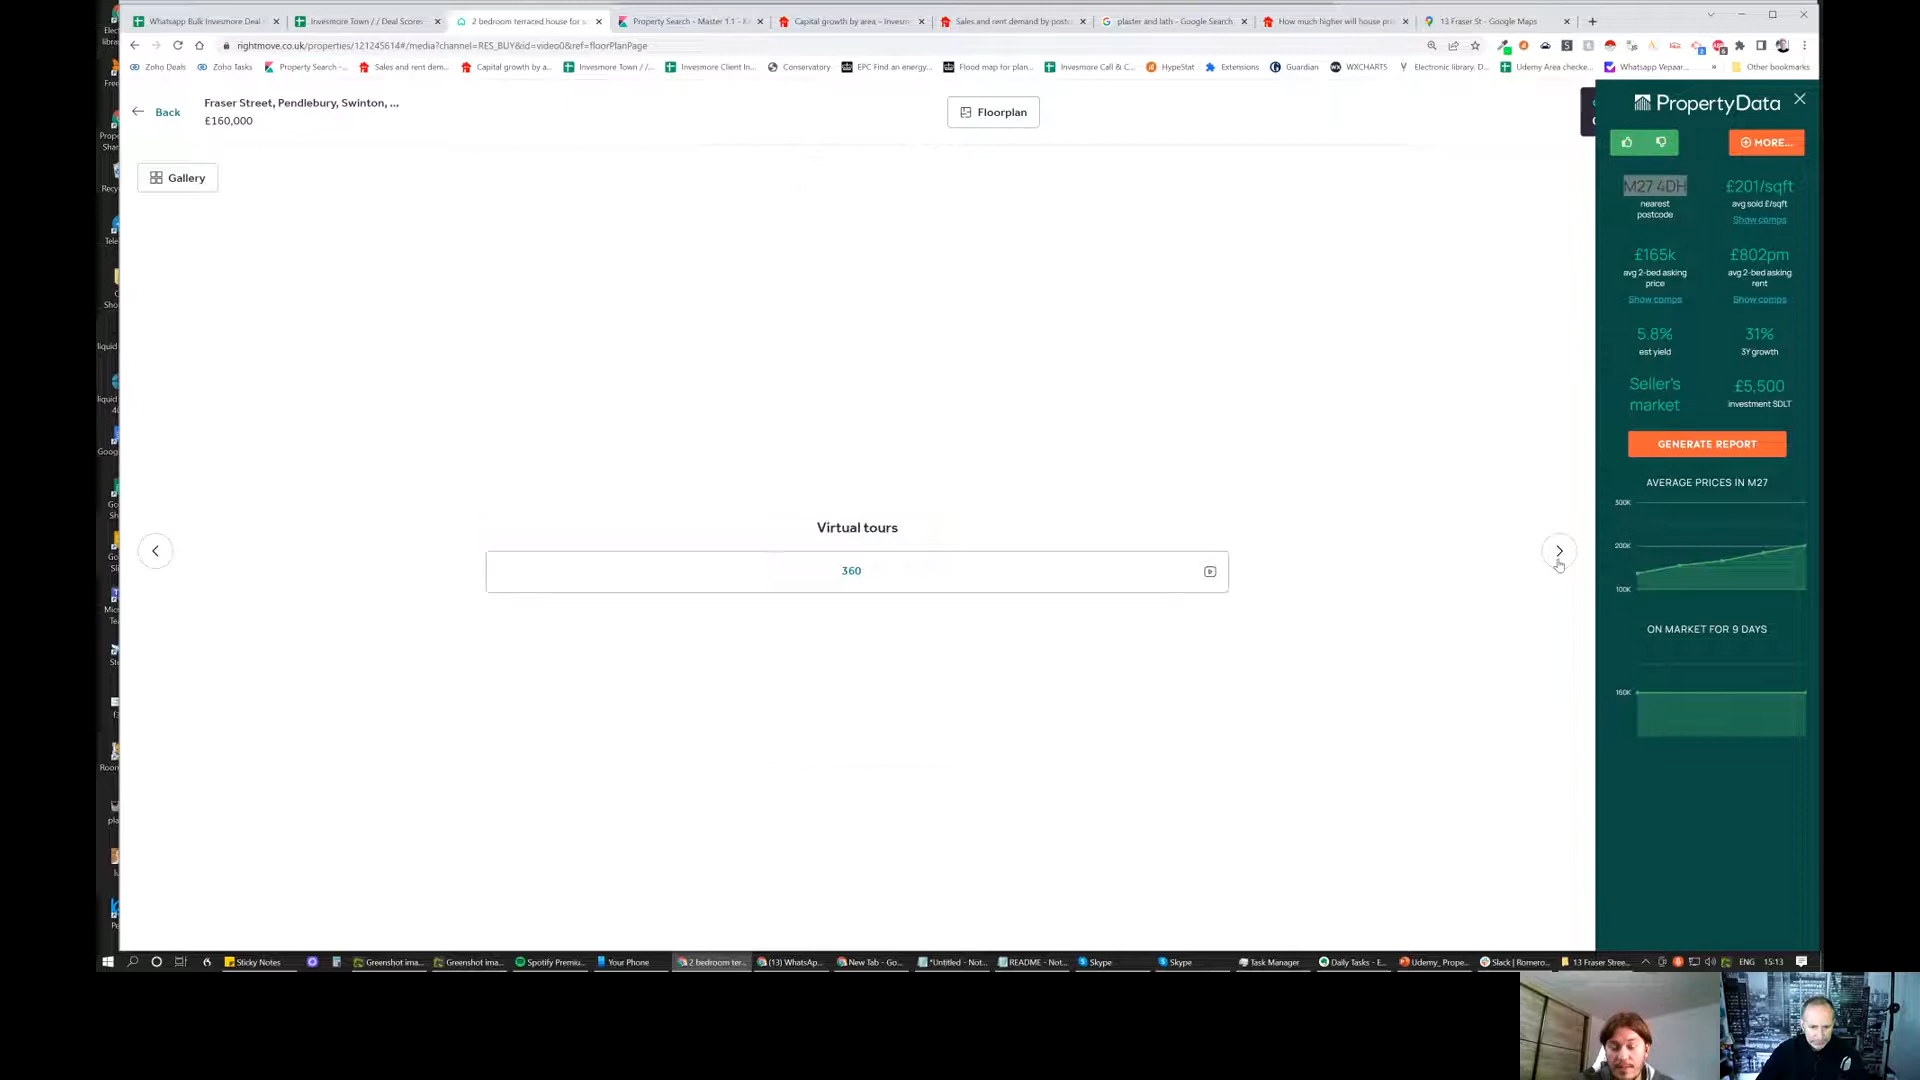 Whatsapp Bulk Invesmore Deal
Invesmore Town / / Deal Scores
2 bedroom terraced house for s
Property Search - Master 1.1 - K
Capital growth by area – Invesm
Sales and rent demand by postc
plaster and lath - Google Search
How much higher will house pri
13 Fraser St - Google Maps
rightmove.co.uk/properties/121245614#/media?channel=RES_BUY&id=video0&ref=floorPlanPage
Zoho Deals
Zoho Tasks
Property Search -...
Sales and rent dem...
Capital growth by a...
Invesmore Town //...
Invesmore Client In...
Conservatory
EPC Find an energy...
Flood map for plan...
Invesmore Call & C...
HypeStat
Extensions
Guardian
WXCHARTS
Electronic library. D...
Udemy Area checke...
Whatsapp Vepaar...
»
Other bookmarks
Back
Fraser Street, Pendlebury, Swinton, ...
£160,000
Floorplan
Gallery
Virtual tours
360
PropertyData
MORE...
M27 4DH
nearest
postcode
£201/sqft
avg sold £/sqft
Show comps
£165k
avg 2-bed asking
price
Show comps
£802pm
avg 2-bed asking
rent
Show comps
5.8%
est yield
31%
3Y growth
Seller's
market
£5,500
investment SDLT
GENERATE REPORT
AVERAGE PRICES IN M27
300K
200K
100K
ON MARKET FOR 9 DAYS
160K
Sticky Notes
Greenshot ima...
Greenshot ima...
Spotify Premiu...
Your Phone
2 bedroom ter...
(13) WhatsAp...
New Tab - Go...
*Untitled - Not...
README - Not...
Skype
Skype
Task Manager
Daily Tasks - E...
Udemy_ Prope...
Slack | Romero...
13 Fraser Stree...
ENG
15:13